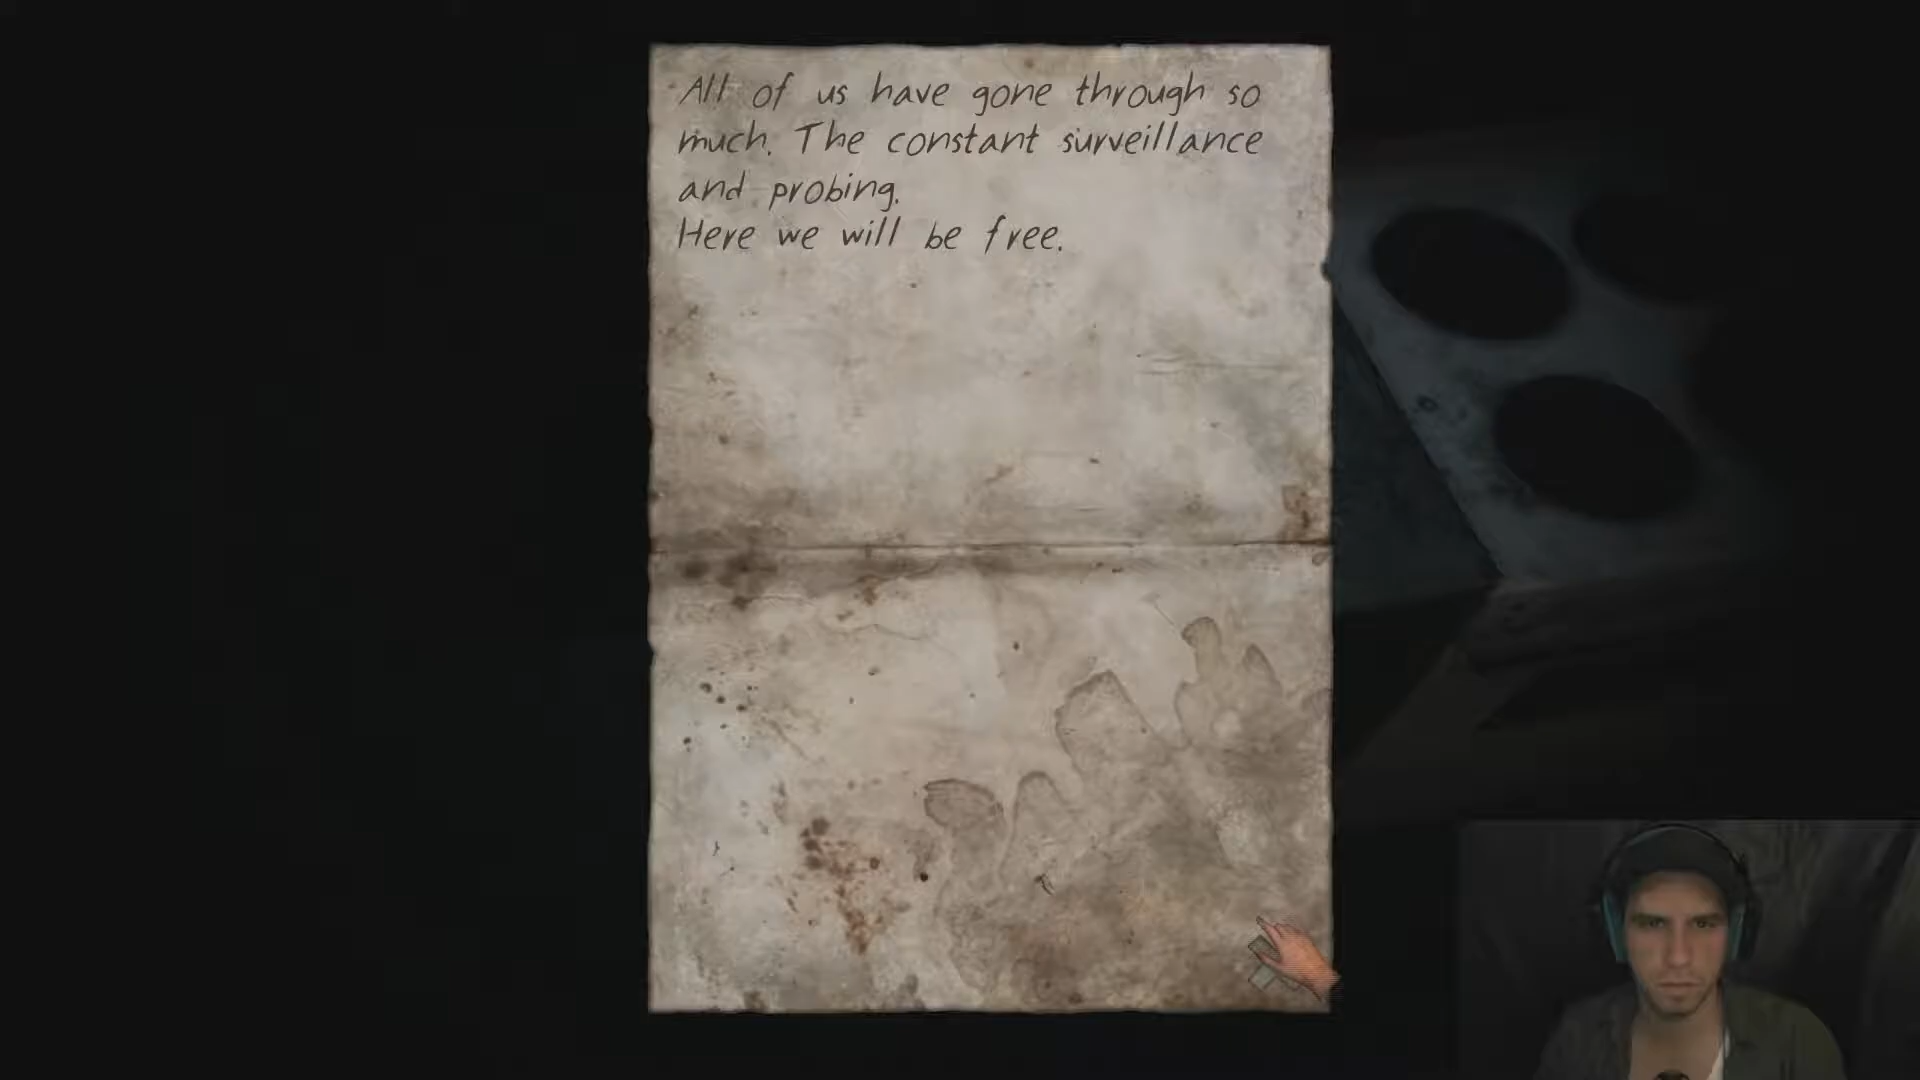 All of us have gone through so
much. The constant surveillance
and probing.
Here we will be free.